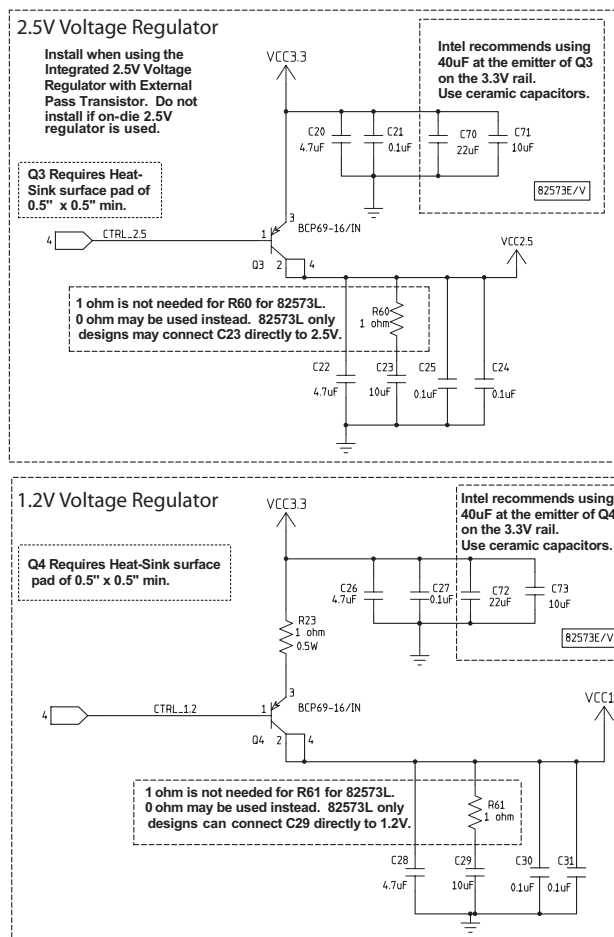 2.5V Voltage Regulator
Install when using the
Integrated 2.5V Voltage
Regulator with External
Pass Transistor. Do not
install if on-die 2.5V
regulator is used.
VCC3.3
Intel recommends using
40uF at the emitter of Q3
on the 3.3V rail.
Use ceramic capacitors.
C20
4.7uF
C21
0.1uF
C70
22uF
C71
10uF
82573E/V
Q3 Requires Heat-
Sink surface pad of
0.5" x 0.5" min.
4
CTRL_2.5
1
3
BCP69-16/IN
Q3
2
4
VCC2.5
1 ohm is not needed for R60 for 82573L.
0 ohm may be used instead. 82573L only
designs may connect C23 directly to 2.5V.
R60
1 ohm
C22
4.7uF
C23
10uF
C25
0.1uF
C24
0.1uF
1.2V Voltage Regulator
VCC3.3
Intel recommends using
40uF at the emitter of Q4
on the 3.3V rail.
Use ceramic capacitors.
Q4 Requires Heat-Sink surface
pad of 0.5" x 0.5" min.
C26
4.7uF
C27
0.1uF
C72
22uF
C73
10uF
82573E/V
R23
1 ohm
0.5W
4
CTRL_1.2
1
3
BCP69-16/IN
Q4
2
4
VCC1
1 ohm is not needed for R61 for 82573L.
0 ohm may be used instead. 82573L only
designs can connect C29 directly to 1.2V.
R61
1 ohm
C28
4.7uF
C29
10uF
C30
0.1uF
C31
0.1uF